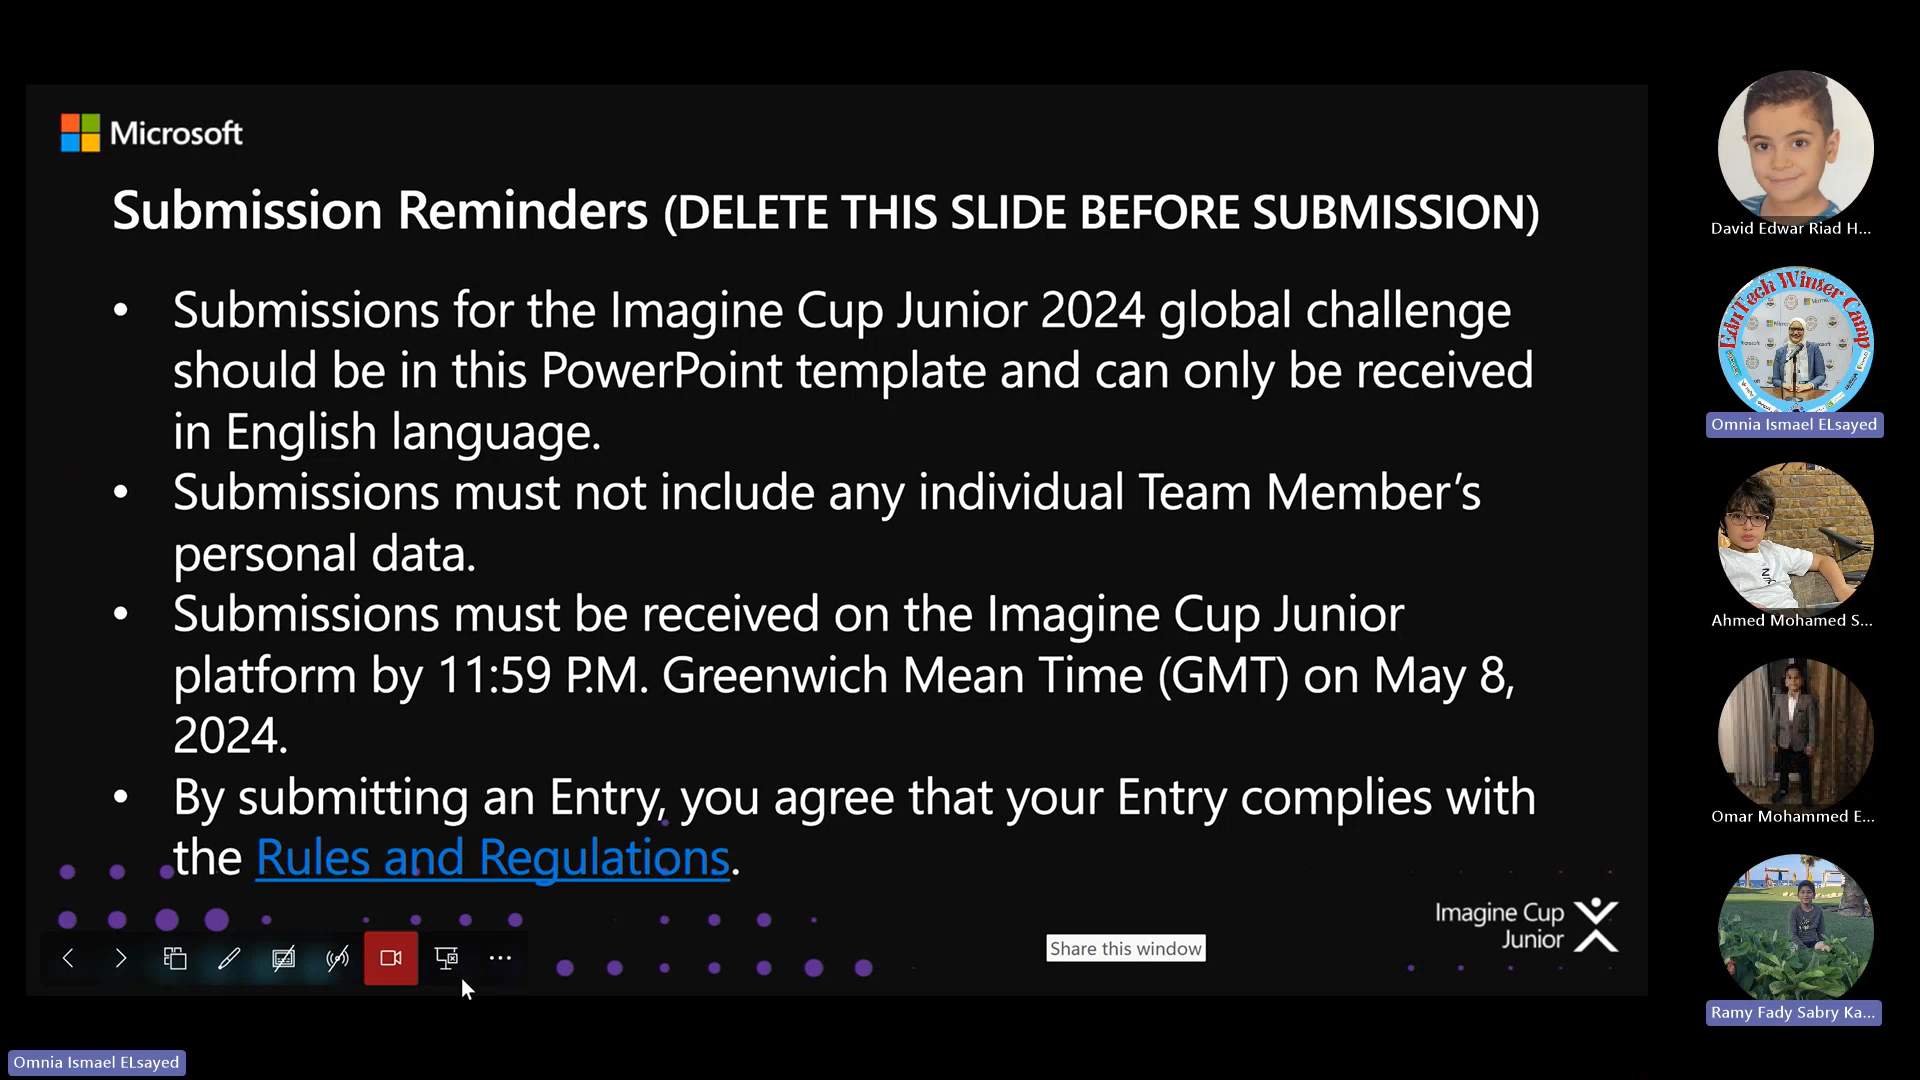 Microsoft
Submission Reminders (DELETE THIS SLIDE BEFORE SUBMISSION)
• Submissions for the Imagine Cup Junior 2024 global challenge
should be in this PowerPoint template and can only be received
in English language.
• Submissions must not include any individual Team Member’s
personal data.
• Submissions must be received on the Imagine Cup Junior
platform by 11:59 P.M. Greenwich Mean Time (GMT) on May 8,
2024.
• By submitting an Entry, you agree that your Entry complies with
the Rules and Regulations.
Imagine Cup
Junior
Share this window
David Edwar Riad H...
EduTech Winter Camp
Omnia Ismael ELsayed
Ahmed Mohamed S...
Omar Mohammed E...
Ramy Fady Sabry Ka...
Omnia Ismael ELsayed